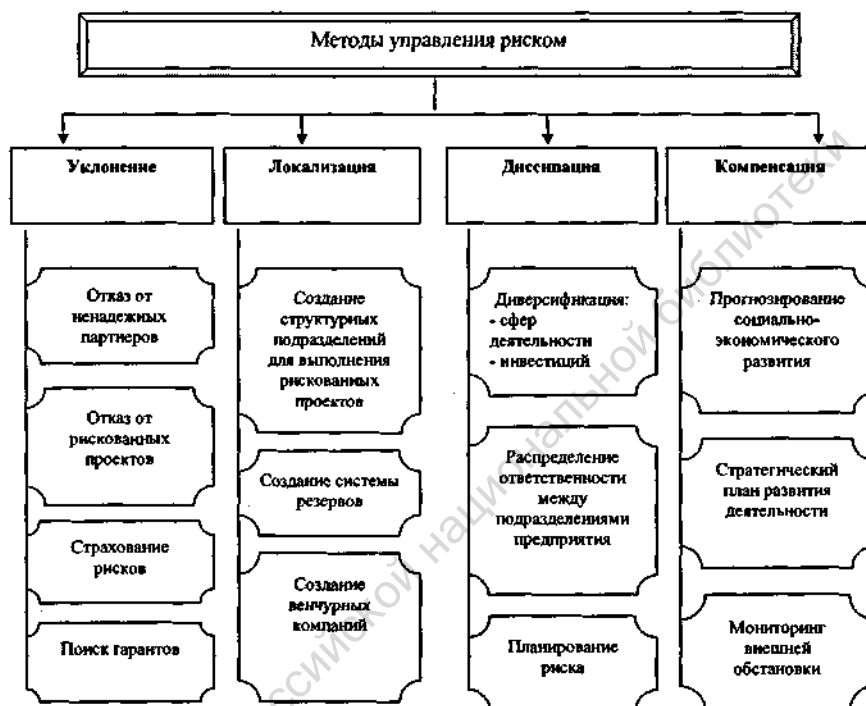 Методы управления риском
Уклонение
Отказ от
ненадежных
партнеров
Отказ от
рискованных
проектов
Страхование
рисков
Поиск гарантов
Локализация
Создание
структурных
подразделений
для выполнения
рискованных
проектов
Создание системы
резервов
Создание
венчурных
компаний
Диссипация
Диверсификация:
- сфер
деятельности
- инвестиций
Распределение
ответственности
между
подразделениями
предприятия
Планирование
риска
Компенсация
Прогнозирование
социально-
экономического
развития
Стратегический
план развития
деятельности
Мониторинг
внешней
обстановки
национальной библиотеки